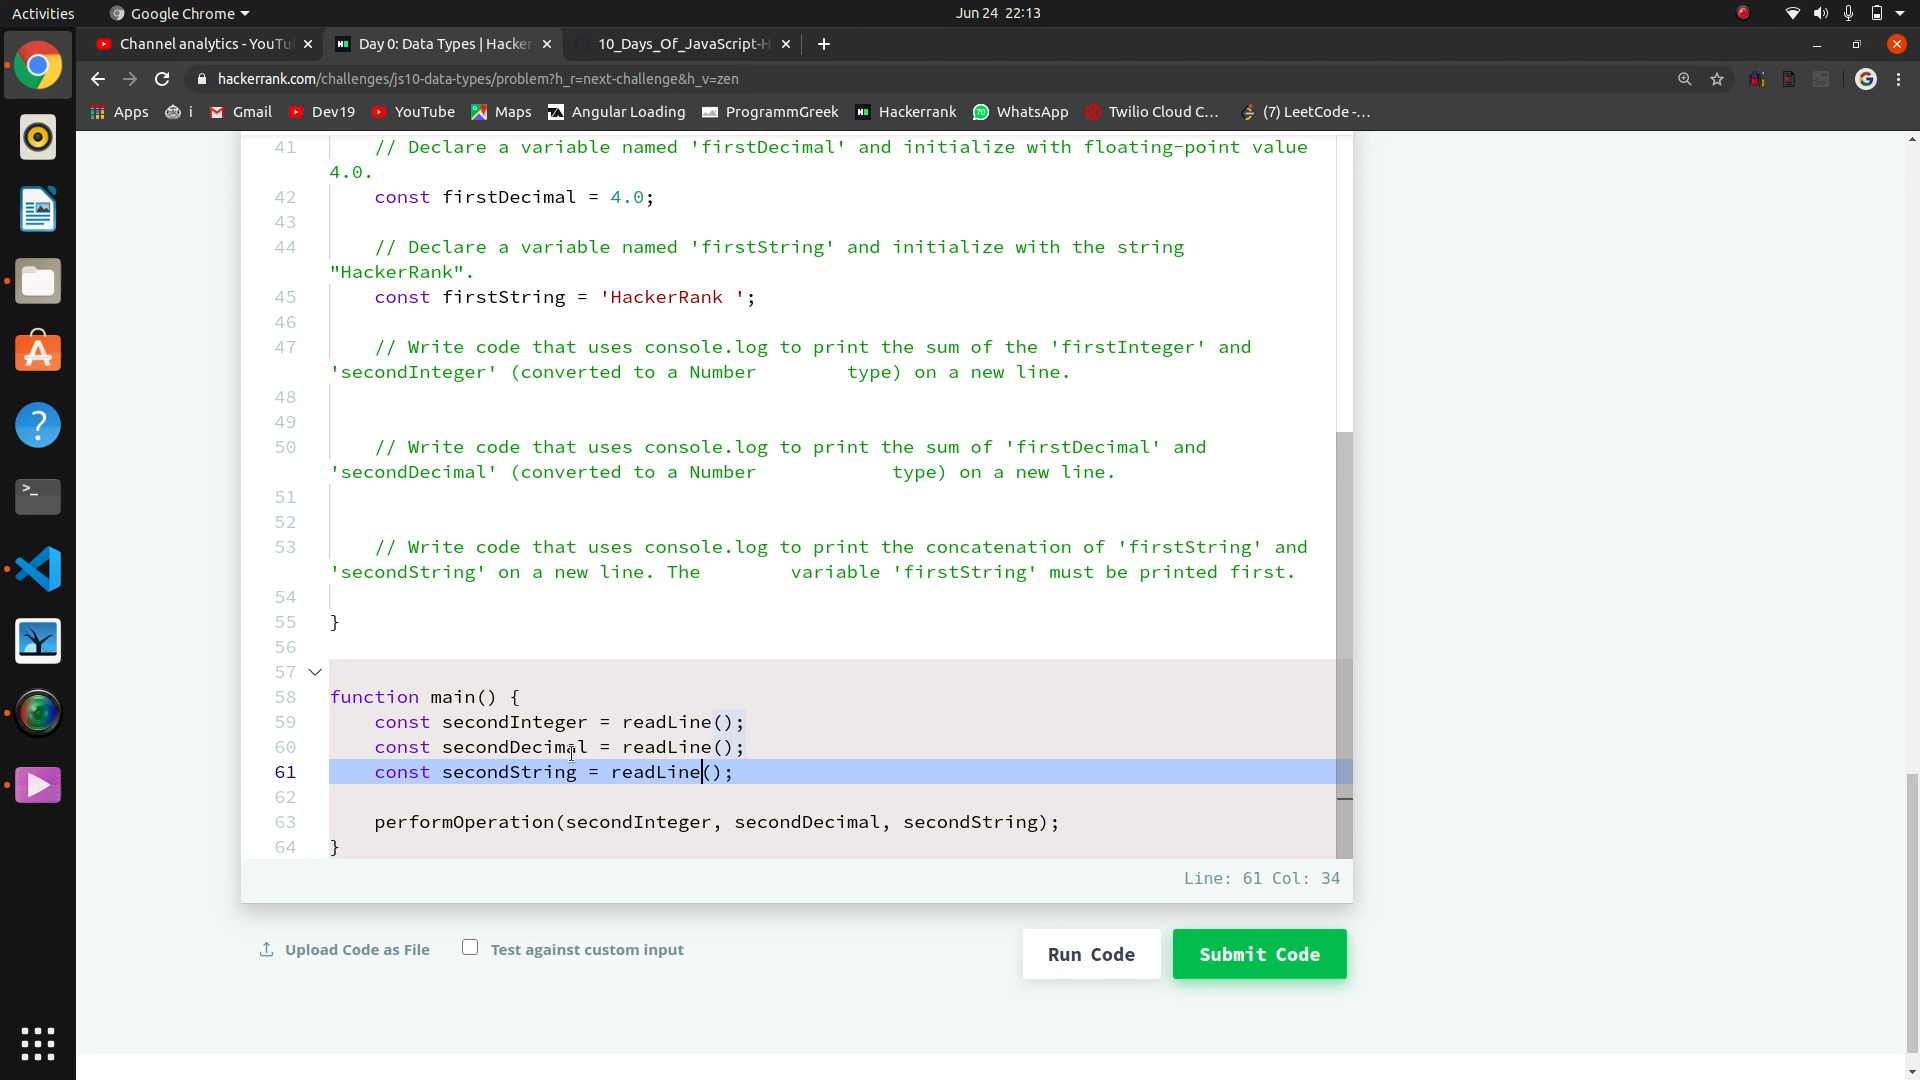 Activities
Google Chrome
Jun 24 22:13
Channel analytics - YouTu
Day 0: Data Types | Hacker
10_Days_Of_JavaScript-H
hackerrank.com/challenges/js10-data-types/problem?h_r=next-challenge&h_v=zen
Apps
i
Gmail
Dev19
YouTube
Maps
Angular Loading
ProgrammGreek
Hackerrank
WhatsApp
Twilio Cloud C...
(7) LeetCode -...
41 // Declare a variable named 'firstDecimal' and initialize with floating-point value
4.0.
42 const firstDecimal = 4.0;
43
44 // Declare a variable named 'firstString' and initialize with the string
"HackerRank".
45 const firstString = 'HackerRank ';
46
47 // Write code that uses console.log to print the sum of the 'firstInteger' and
'secondInteger' (converted to a Number type) on a new line.
48
49
50 // Write code that uses console.log to print the sum of 'firstDecimal' and
'secondDecimal' (converted to a Number type) on a new line.
51
52
53 // Write code that uses console.log to print the concatenation of 'firstString' and
'secondString' on a new line. The variable 'firstString' must be printed first.
54
55 }
56
57
58 function main() {
59 const secondInteger = readLine();
60 const secondDecimal = readLine();
61 const secondString = readLine();
62
63 performOperation(secondInteger, secondDecimal, secondString);
64 }
Line: 61 Col: 34
Upload Code as File
Test against custom input
Run Code
Submit Code